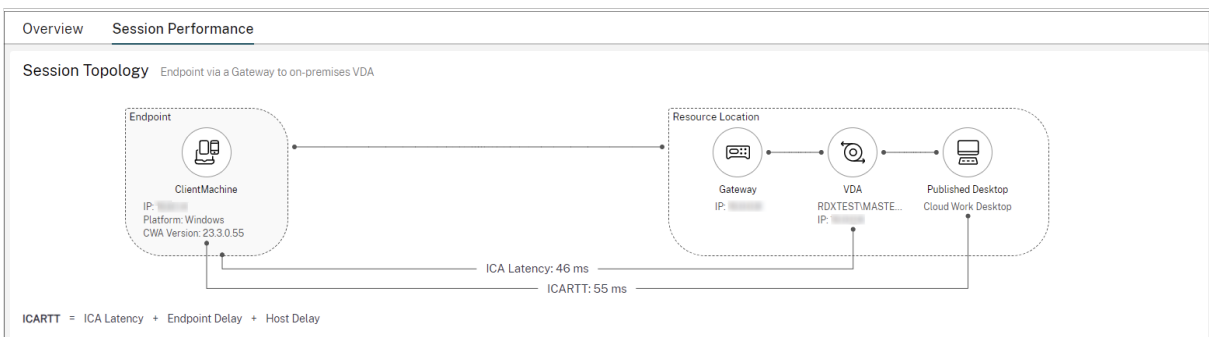 Overview Session Performance
Session Topology Endpoint via a Gateway to on-premises VDA
Endpoint
ClientMachine
IP:
Platform: Windows
CWA Version: 23.3.0.55
Resource Location
Gateway
IP:
VDA
RDXTEST\MASTE...
IP:
Published Desktop
Cloud Work Desktop
ICA Latency: 46 ms
ICARTT: 55 ms
ICARTT = ICA Latency + Endpoint Delay + Host Delay